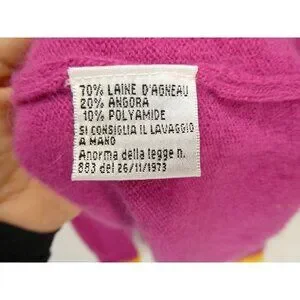 70% LAINE D'AGNEAU
20% ANGORA
10% POLYAMIDE
SI CONSIGLIA IL LAVAGGIO
A MANO
Anorma della legge n.
883 del 26/11/1973